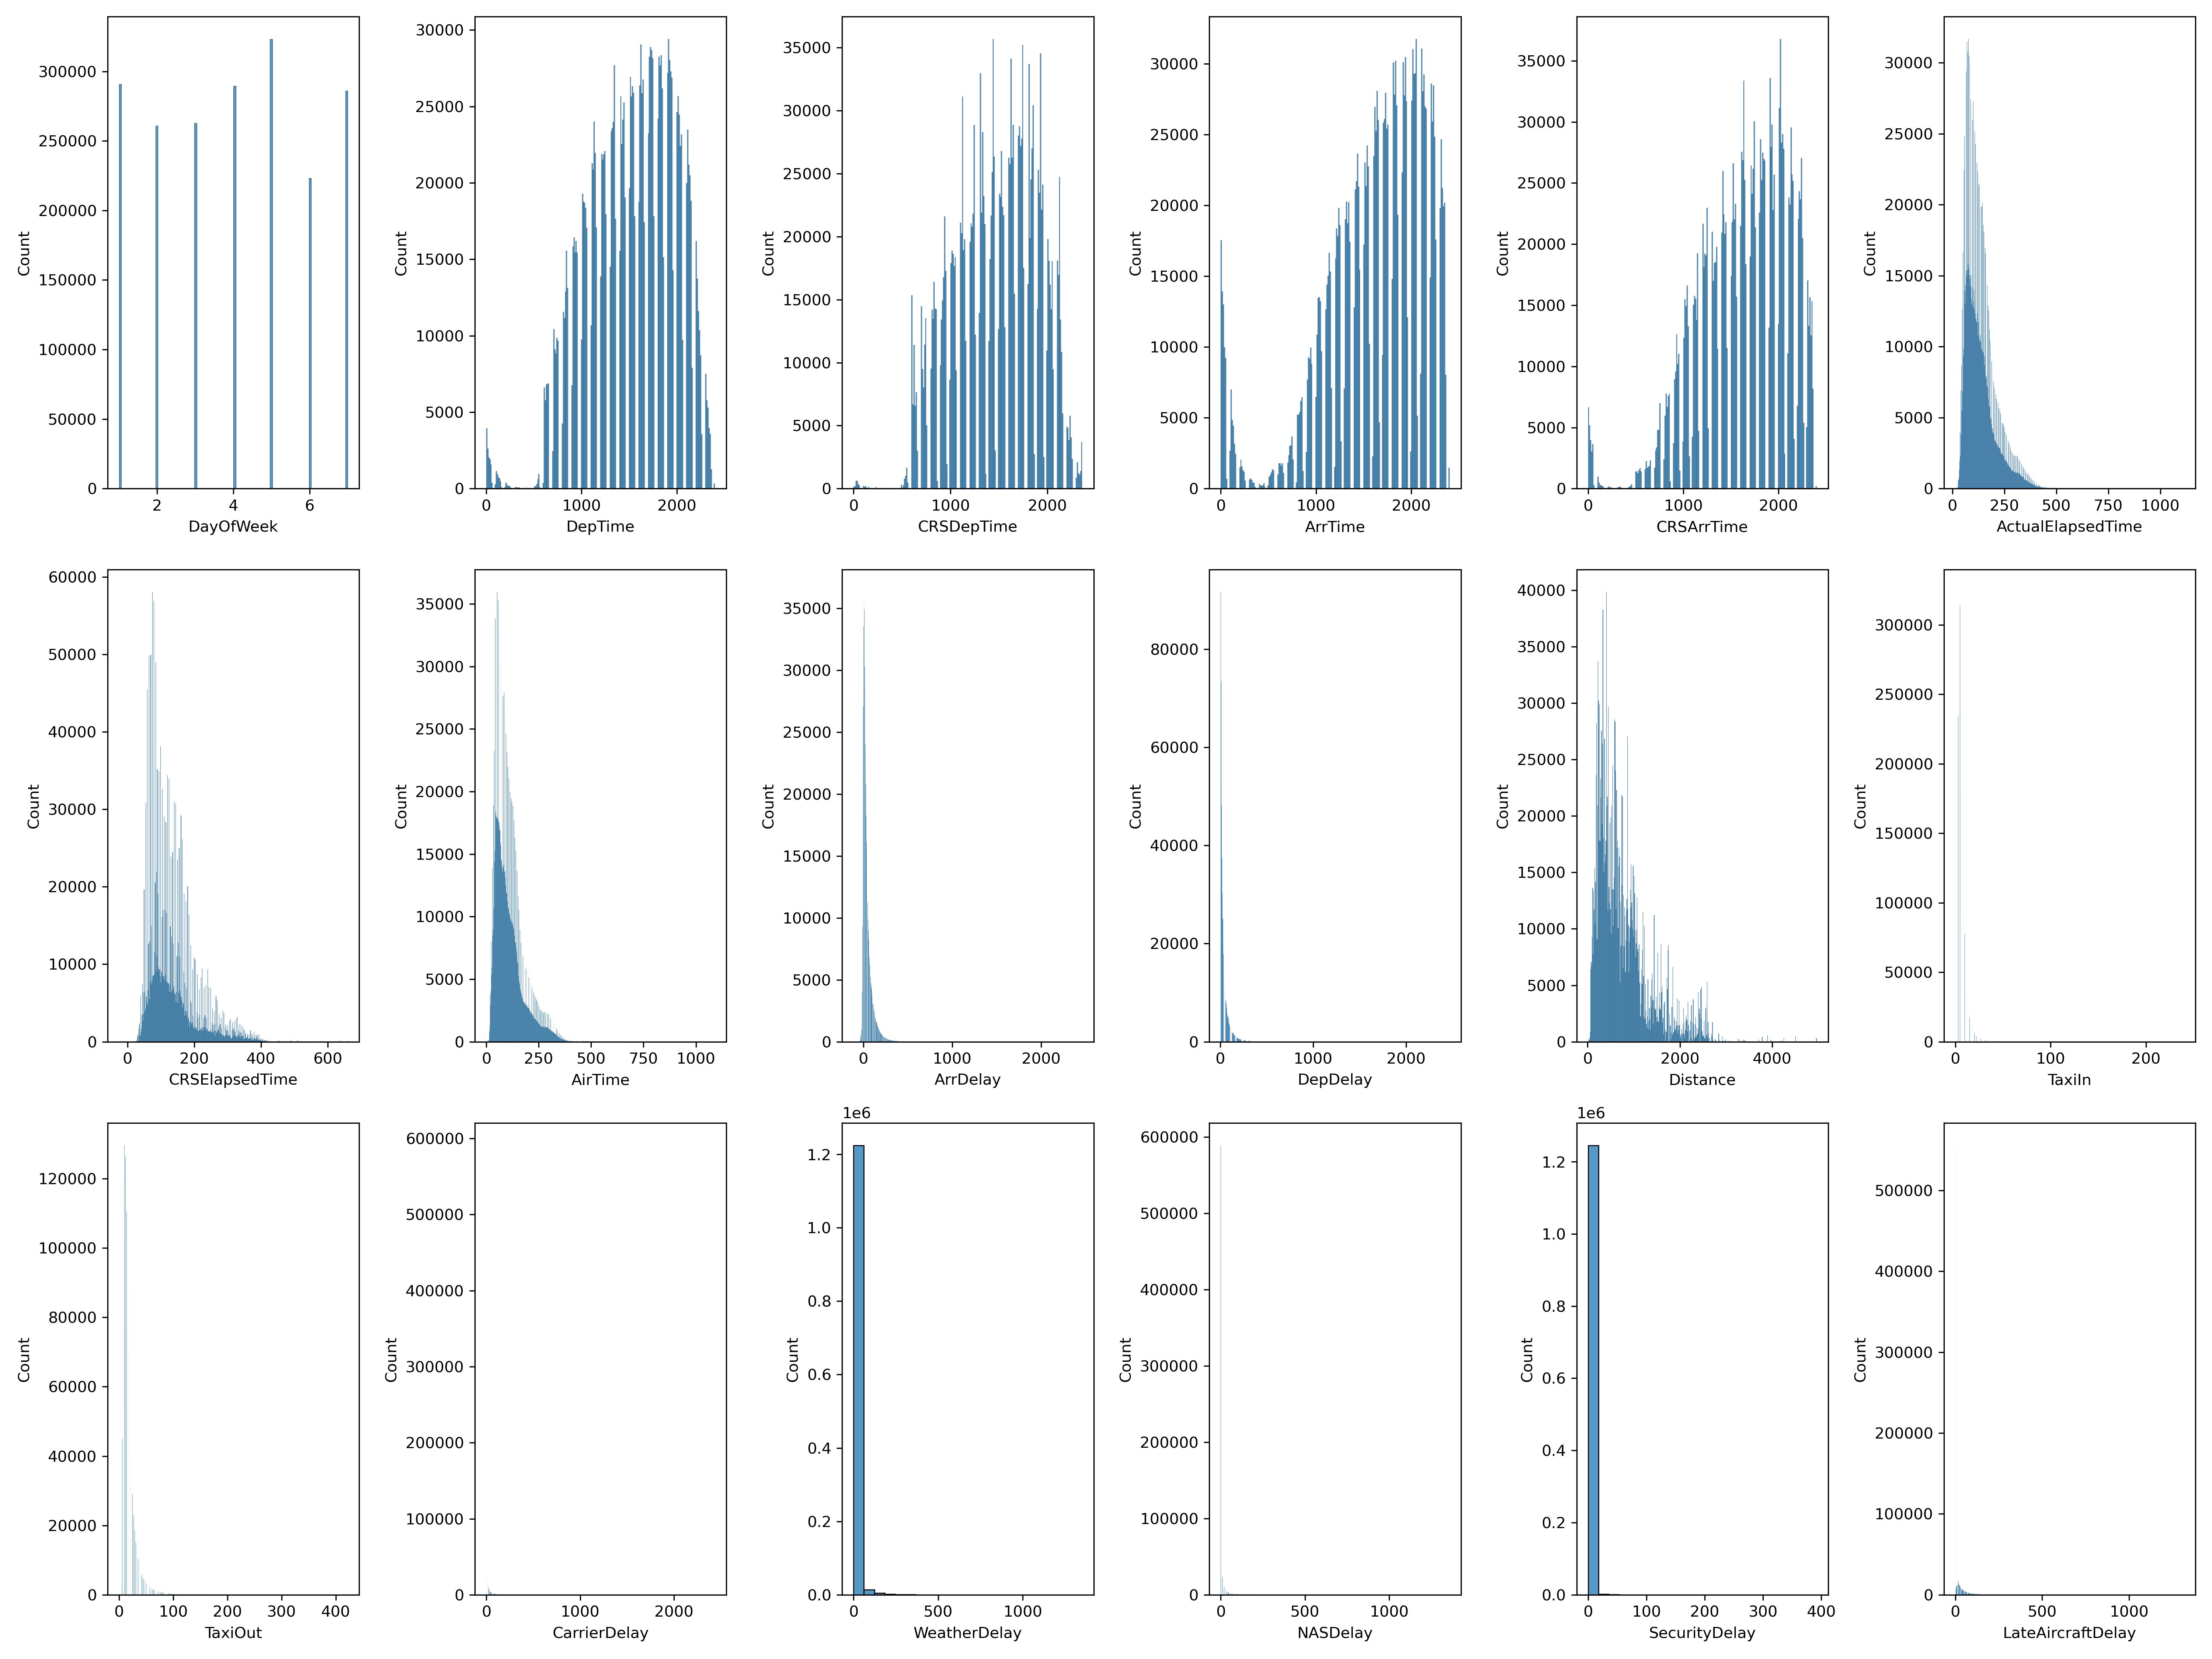 300000
250000
200000
150000
100000
50000
0
Count
2 4 6
DayOfWeek
30000
25000
20000
15000
10000
5000
0
Count
0 1000 2000
DepTime
35000
30000
25000
20000
15000
10000
5000
0
Count
0 1000 2000
CRSDepTime
30000
25000
20000
15000
10000
5000
0
Count
0 1000 2000
ArrTime
35000
30000
25000
20000
15000
10000
5000
0
Count
0 1000 2000
CRSArrTime
30000
25000
20000
15000
10000
5000
0
Count
0 250 500 750 1000
ActualElapsedTime
60000
50000
40000
30000
20000
10000
0
Count
0 200 400 600
CRSElapsedTime
35000
30000
25000
20000
15000
10000
5000
0
Count
0 250 500 750 1000
AirTime
35000
30000
25000
20000
15000
10000
5000
0
Count
0 1000 2000
ArrDelay
80000
60000
40000
20000
0
Count
0 1000 2000
DepDelay
40000
35000
30000
25000
20000
15000
10000
5000
0
Count
0 2000 4000
Distance
300000
250000
200000
150000
100000
50000
0
Count
0 100 200
TaxiIn
120000
100000
80000
60000
40000
20000
0
Count
0 100 200 300 400
TaxiOut
600000
500000
400000
300000
200000
100000
0
Count
0 1000 2000
CarrierDelay
1e6
1.2
1.0
0.8
0.6
0.4
0.2
0.0
Count
0 500 1000
WeatherDelay
600000
500000
400000
300000
200000
100000
0
Count
0 500 1000
NASDelay
1e6
1.2
1.0
0.8
0.6
0.4
0.2
0.0
Count
0 100 200 300 400
SecurityDelay
500000
400000
300000
200000
100000
0
Count
0 500 1000
LateAircraftDelay